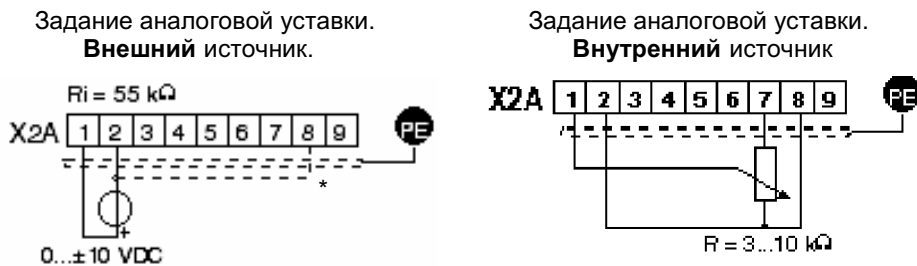 Задание аналоговой уставки.
Внешний источник.
Ri = 55 kΩ
X2A 1 2 3 4 5 6 7 8 9 PE
*
+
0...±10 VDC
Задание аналоговой уставки.
Внутренний источник
X2A 1 2 3 4 5 6 7 8 9 PE
R = 3...10 kΩ